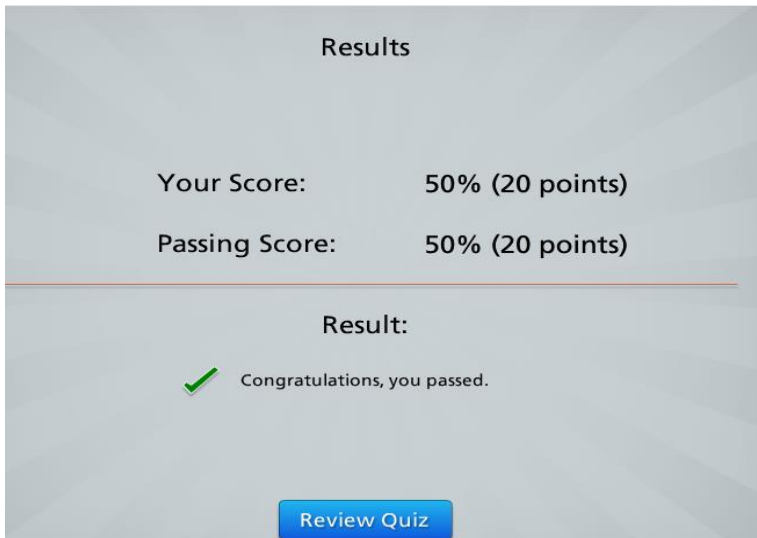 Results
Your Score: 50% (20 points)
Passing Score: 50% (20 points)
Result:
Congratulations, you passed.
Review Quiz